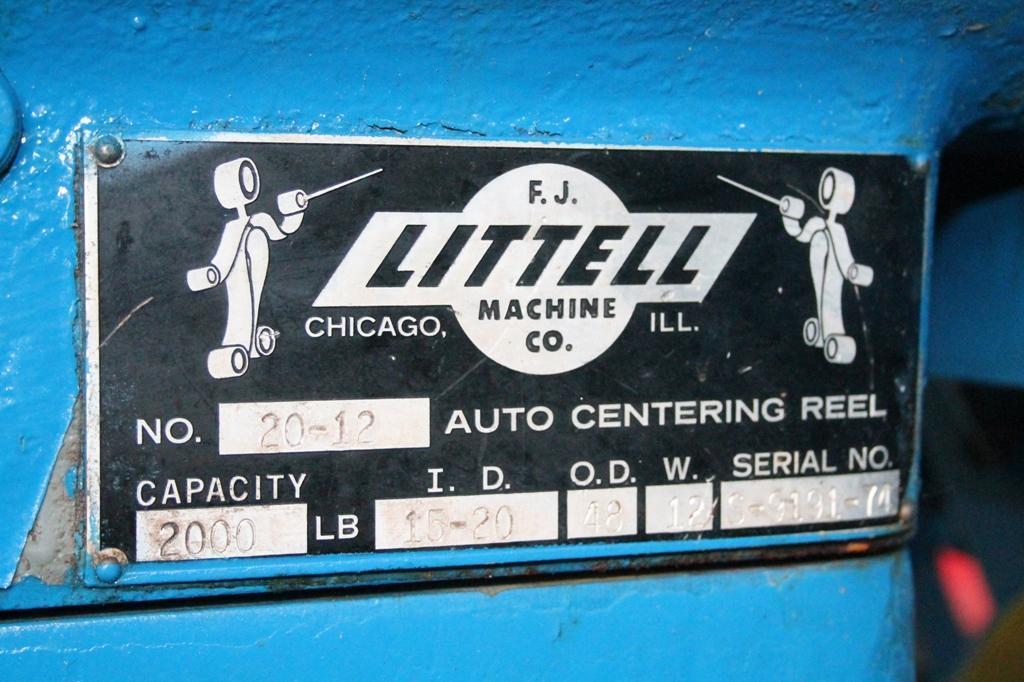 F. J.
LITTELL
MACHINE
CHICAGO, ILL.
CO.
NO. 20-12 AUTO CENTERING REEL
CAPACITY I. D. O.D. W. SERIAL NO.
2000 LB 15-20 48 12